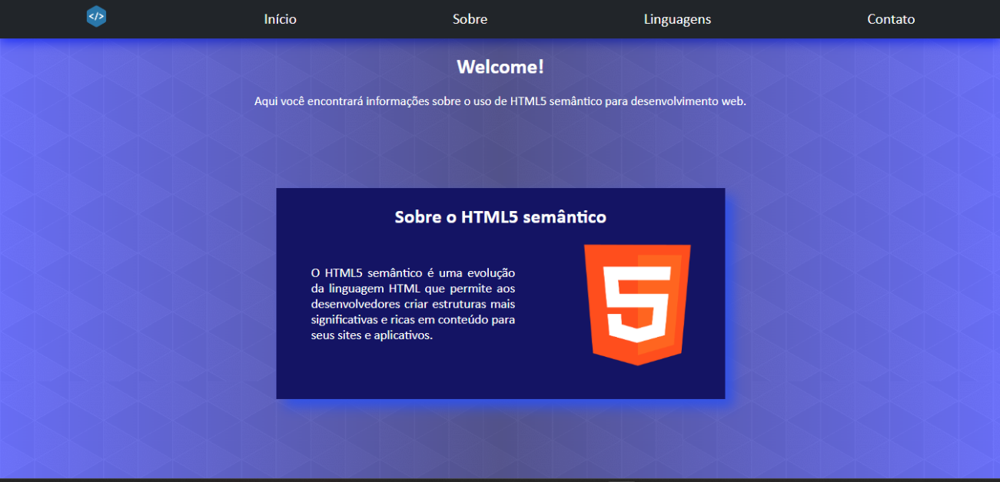 </>
Início
Sobre
Linguagens
Contato
Welcome!
Aqui você encontrará informações sobre o uso de HTML5 semântico para desenvolvimento web.
Sobre o HTML5 semântico
O HTML5 semântico é uma evolução
da linguagem HTML que permite aos
desenvolvedores criar estruturas mais
significativas e ricas em conteúdo para
seus sites e aplicativos.
5